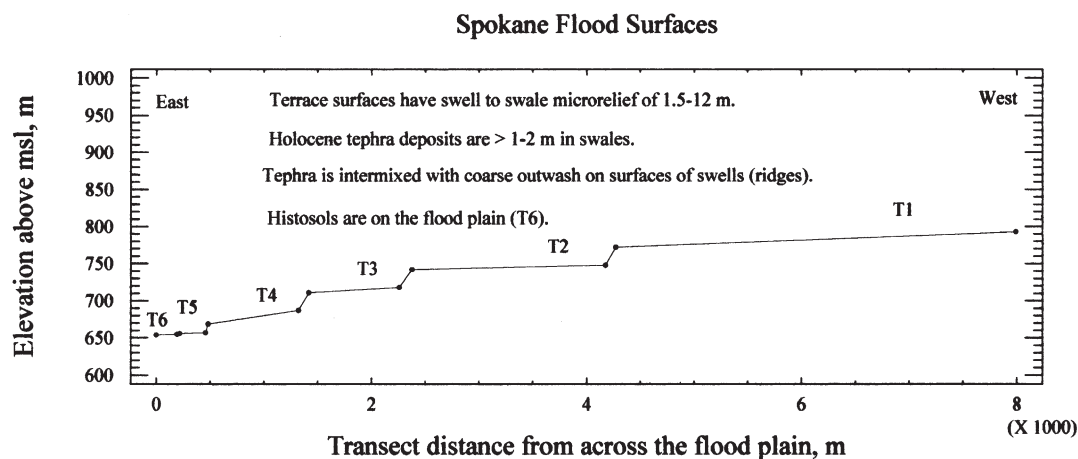 Spokane Flood Surfaces
Elevation above msl, m
1000
950
900
850
800
750
700
650
600
East
West
Terrace surfaces have swell to swale microrelief of 1.5-12 m.
Holocene tephra deposits are > 1-2 m in swales.
Tephra is intermixed with coarse outwash on surfaces of swells (ridges).
Histosols are on the flood plain (T6).
T1
T2
T3
T4
T5
T6
0 2 4 6 8
(X 1000)
Transect distance from across the flood plain, m